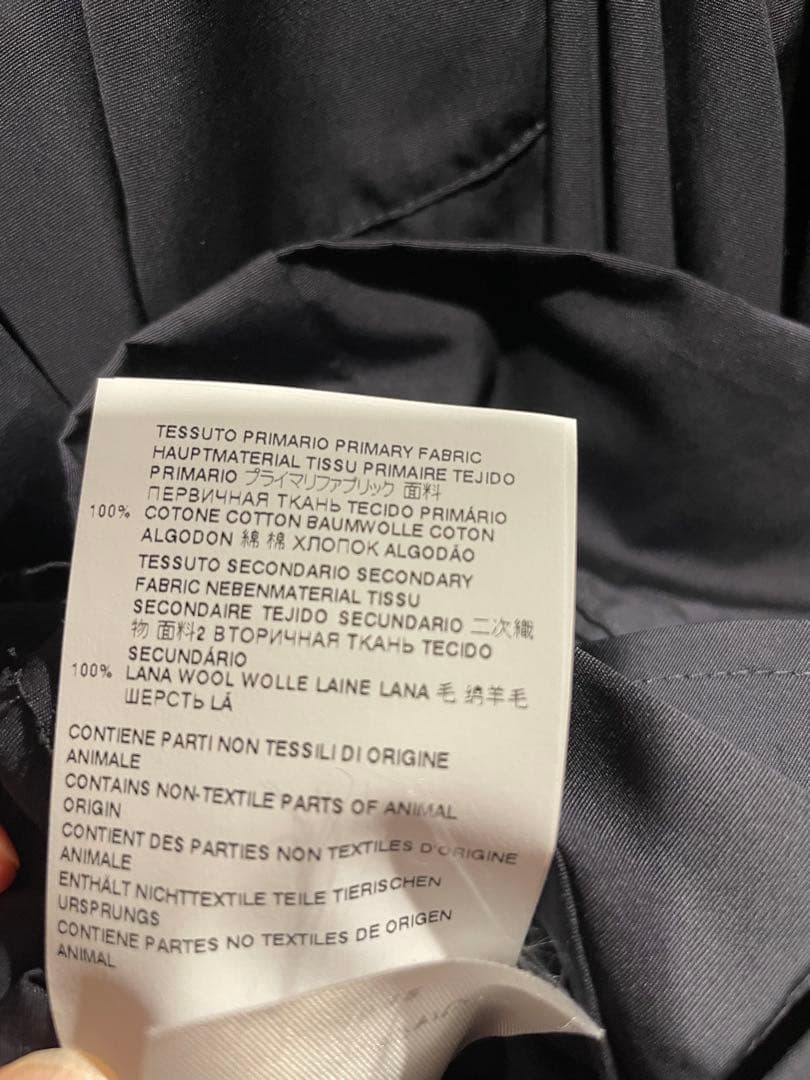 TESSUTO PRIMARIO PRIMARY FABRIC
HAUPTMATERIAL TISSU PRIMAIRE TEJIDO
PRIMARIO プライマリファブリック 面料
ПЕРВИЧНАЯ ТКАНЬ TECIDO PRIMÁRIO
100% COTONE COTTON BAUMWOLLE COTON
ALGODON 綿 棉 ХЛОПОК ALGODÃO
TESSUTO SECONDARIO SECONDARY
FABRIC NEBENMATERIAL TISSU
SECONDAIRE TEJIDO SECUNDARIO 二次織
物 面料2 ВТОРИЧНАЯ ТКАНЬ TECIDO
SECUNDÁRIO
100% LANA WOOL WOLLE LAINE LANA 毛 绵羊毛
ШЕРСТЬ LÃ
CONTIENE PARTI NON TESSILI DI ORIGINE
ANIMALE
CONTAINS NON-TEXTILE PARTS OF ANIMAL
ORIGIN
CONTIENT DES PARTIES NON TEXTILES D'ORIGINE
ANIMALE
ENTHÄLT NICHTTEXTILE TEILE TIERISCHEN
URSPRUNGS
CONTIENE PARTES NO TEXTILES DE ORIGEN
ANIMAL